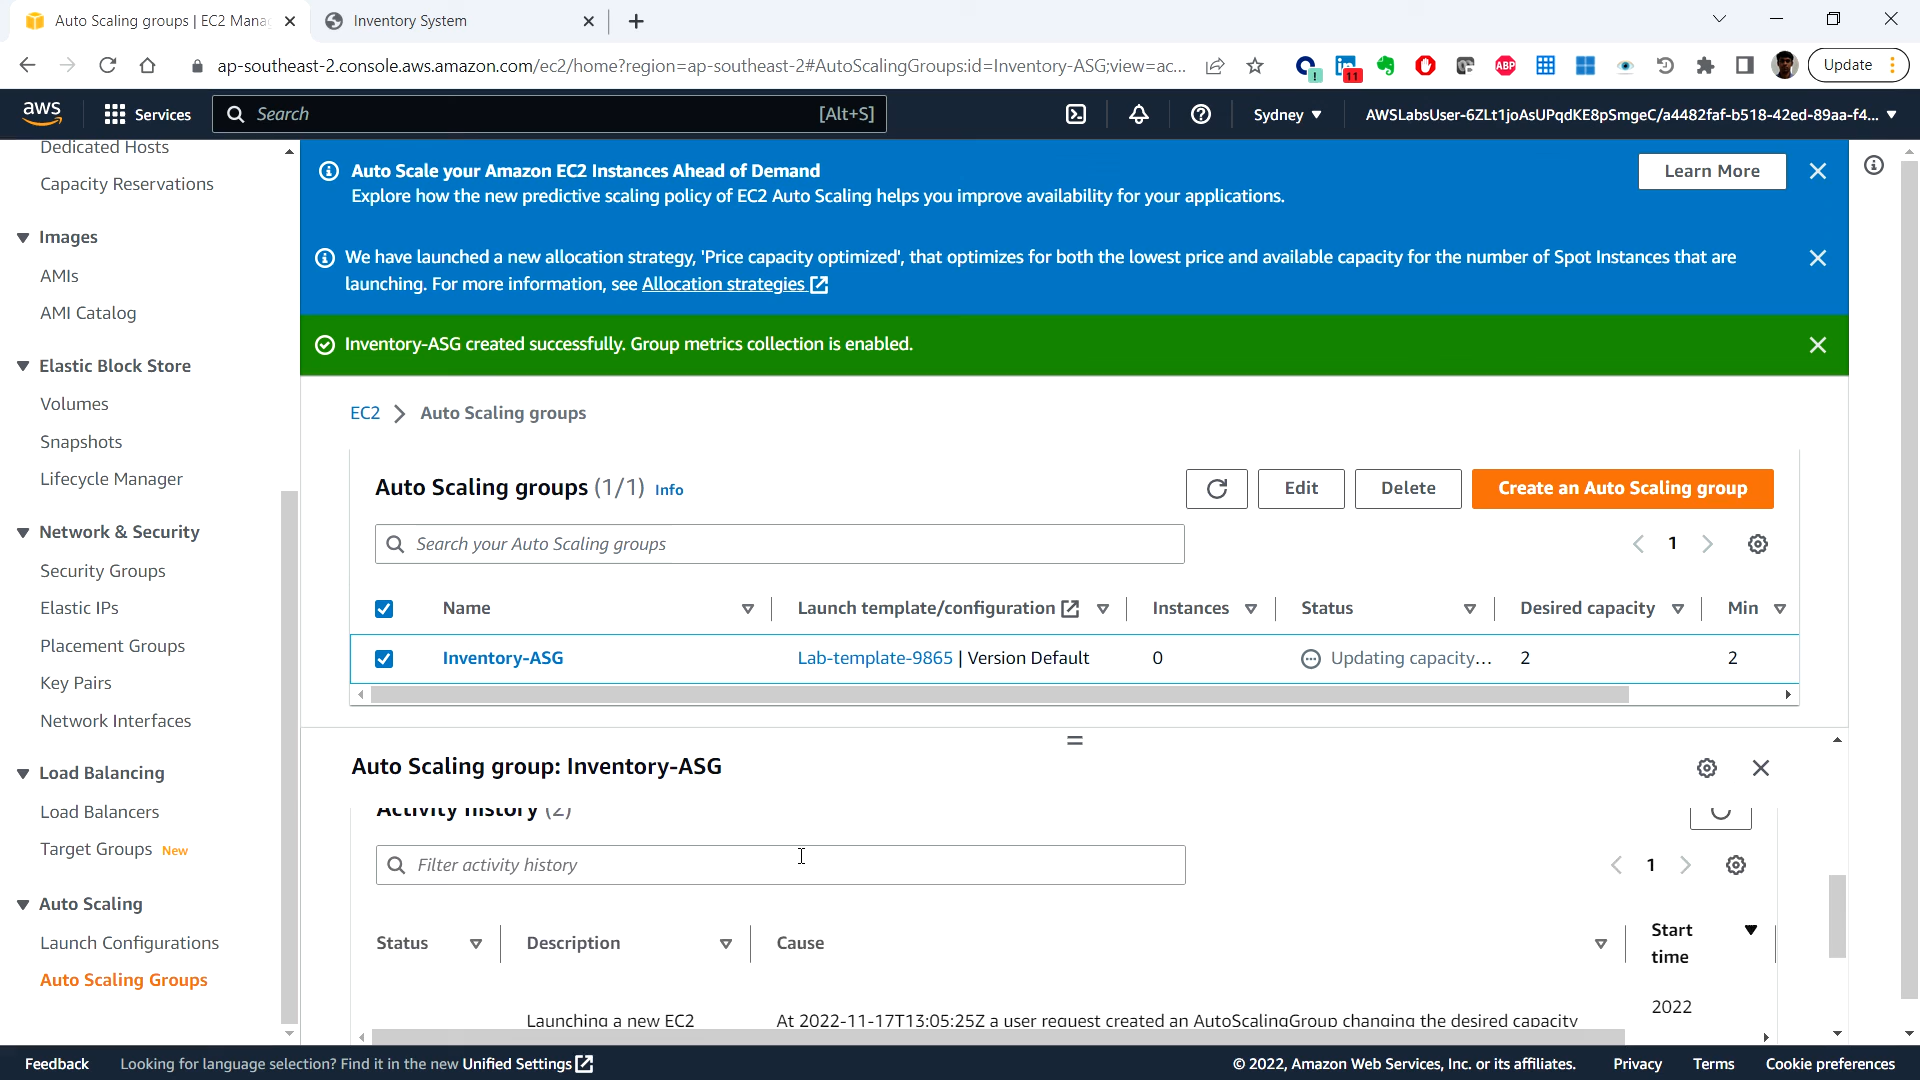 Auto Scaling groups | EC2 Mana
Inventory System
ap-southeast-2.console.aws.amazon.com/ec2/home?region=ap-southeast-2#AutoScalingGroups:id=Inventory-ASG;view=ac...
11
ABP
Update
aws
Services
Search
[Alt+S]
Sydney
AWSLabsUser-6ZLt1joAsUPqdKE8pSmgeC/a4482faf-b518-42ed-89aa-f4...
Dedicated Hosts
Capacity Reservations
Images
AMIs
AMI Catalog
Elastic Block Store
Volumes
Snapshots
Lifecycle Manager
Network & Security
Security Groups
Elastic IPs
Placement Groups
Key Pairs
Network Interfaces
Load Balancing
Load Balancers
Target Groups New
Auto Scaling
Launch Configurations
Auto Scaling Groups
Auto Scale your Amazon EC2 Instances Ahead of Demand
Explore how the new predictive scaling policy of EC2 Auto Scaling helps you improve availability for your applications.
Learn More
We have launched a new allocation strategy, 'Price capacity optimized', that optimizes for both the lowest price and available capacity for the number of Spot Instances that are
launching. For more information, see Allocation strategies
Inventory-ASG created successfully. Group metrics collection is enabled.
EC2 > Auto Scaling groups
Auto Scaling groups (1/1) Info
Edit
Delete
Create an Auto Scaling group
Search your Auto Scaling groups
1
Name
Launch template/configuration
Instances
Status
Desired capacity
Min
Inventory-ASG
Lab-template-9865 | Version Default
0
Updating capacity...
2
2
Auto Scaling group: Inventory-ASG
Activity history (2)
Filter activity history
1
Status
Description
Cause
Start
time
Launching a new EC2
At 2022-11-17T13:05:25Z a user request created an AutoScalingGroup changing the desired capacity
2022
Feedback
Looking for language selection? Find it in the new Unified Settings
© 2022, Amazon Web Services, Inc. or its affiliates.
Privacy
Terms
Cookie preferences